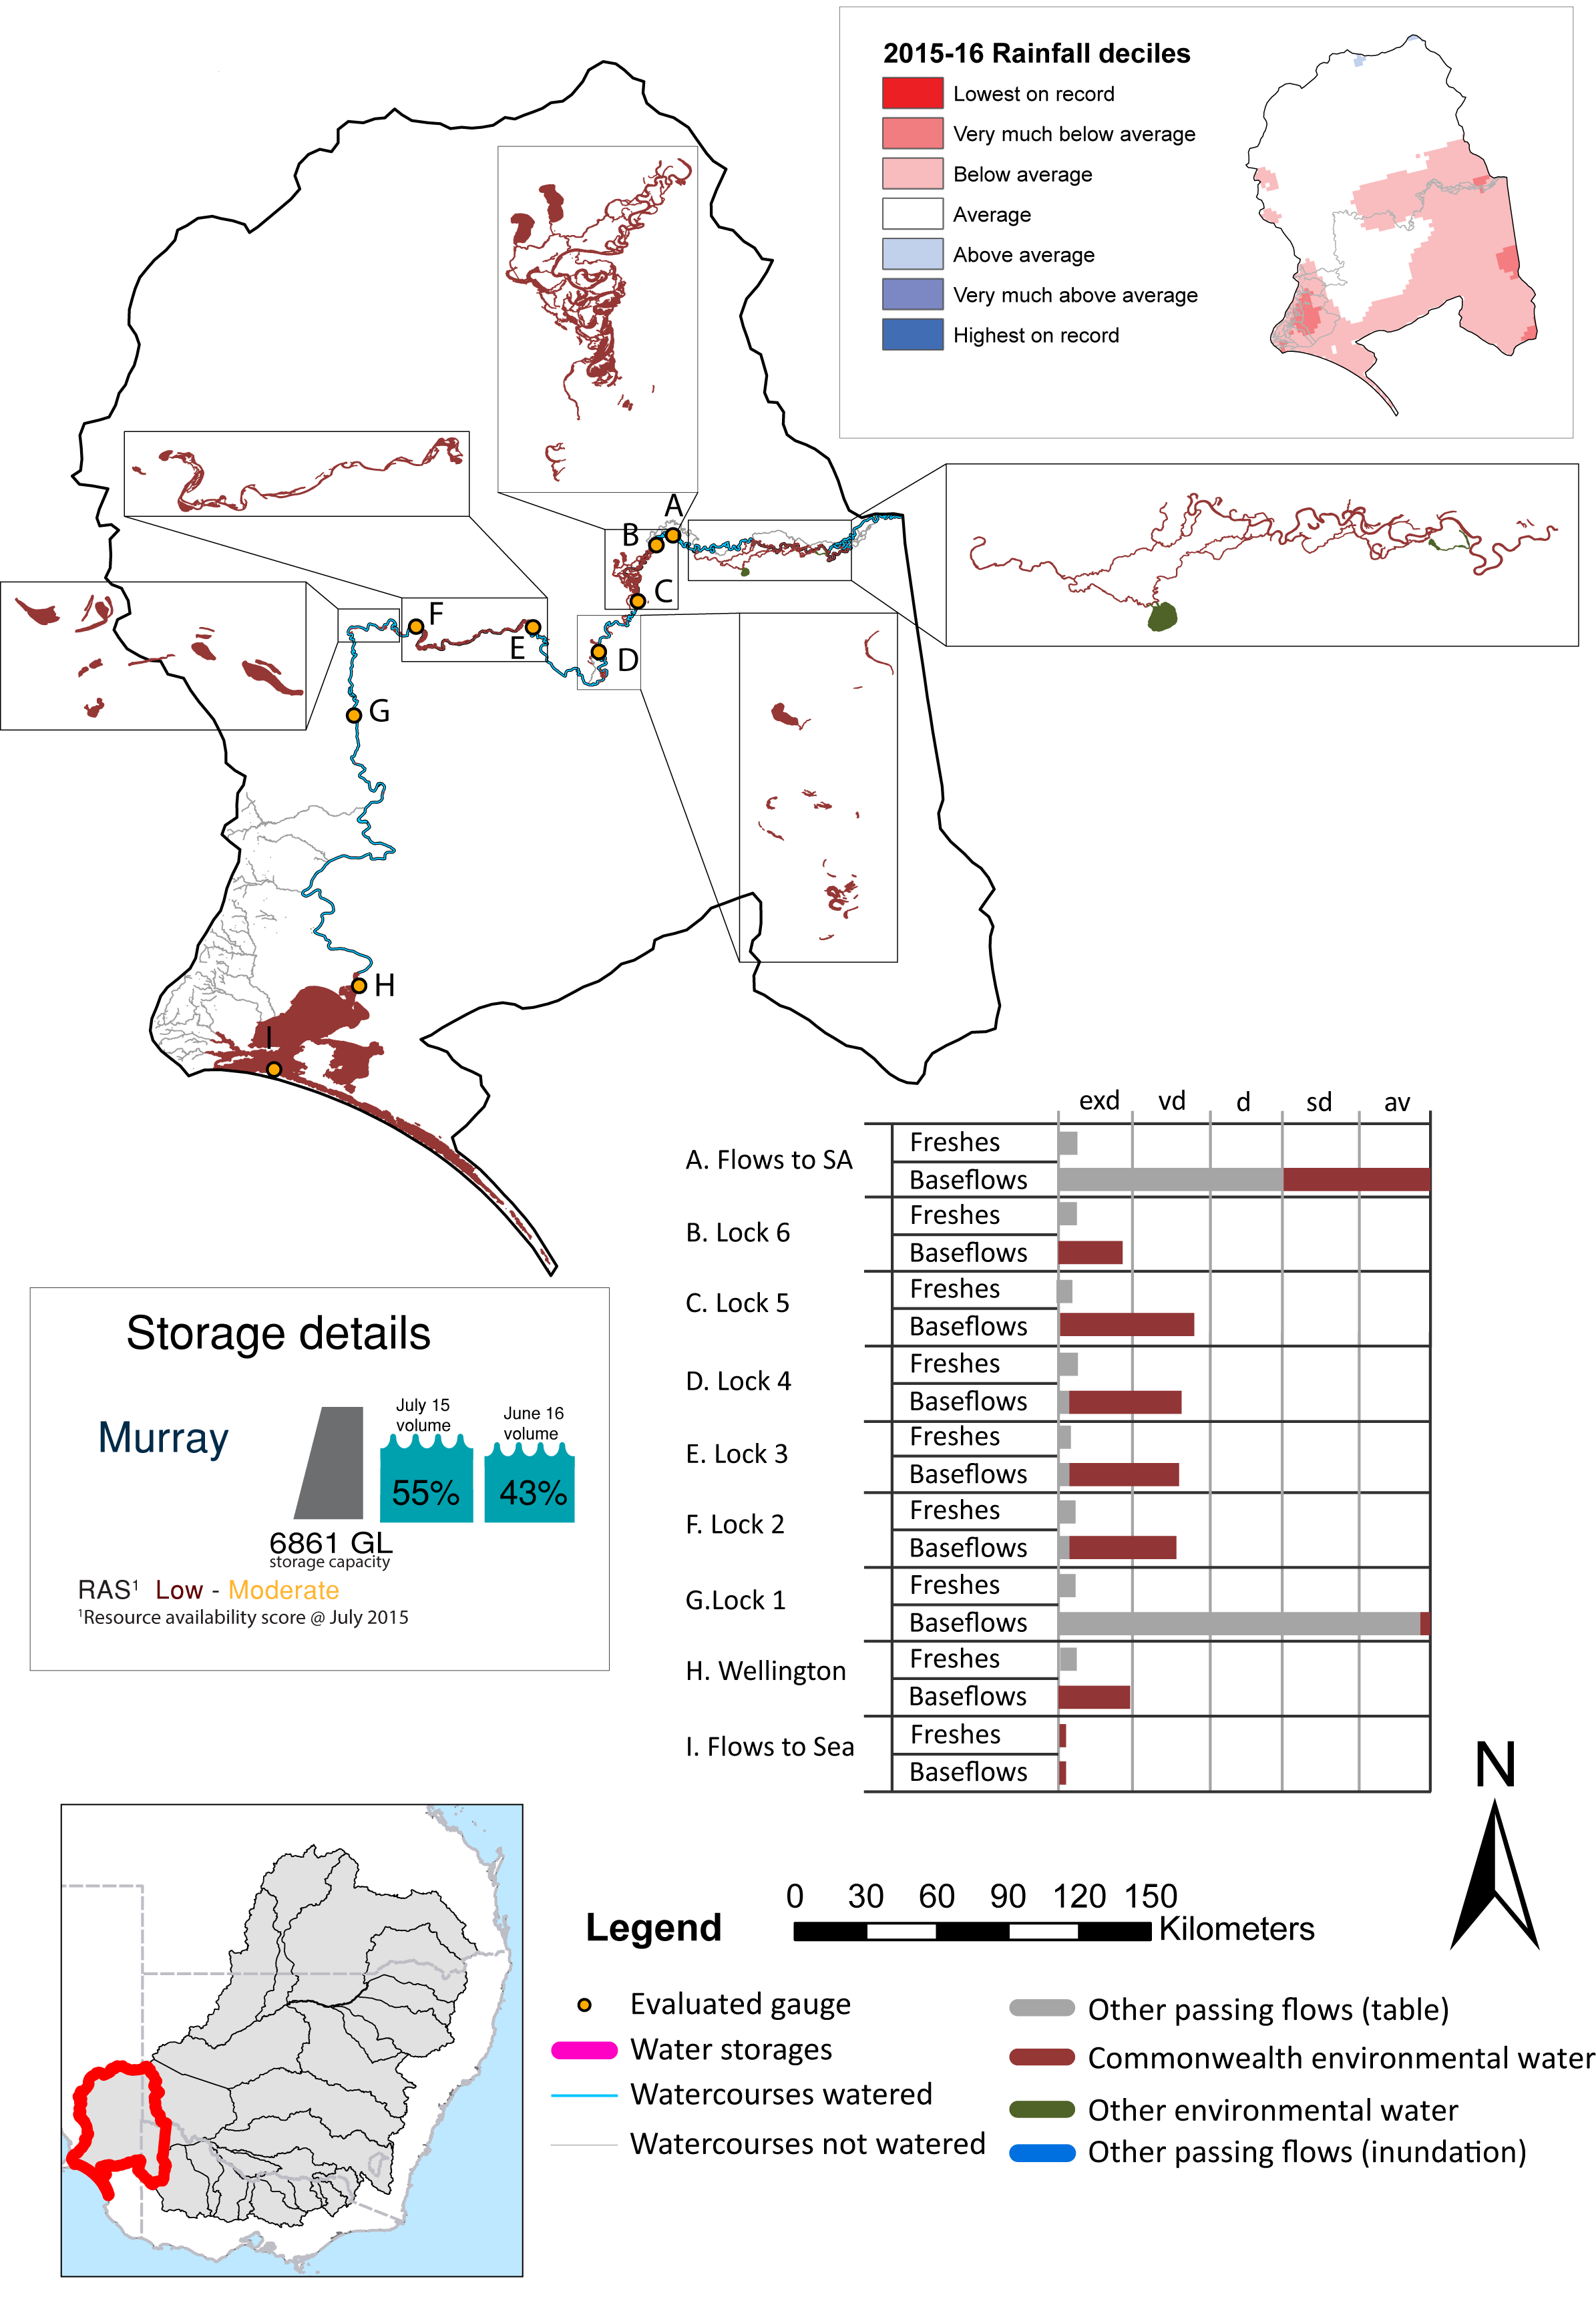 2015-16 Rainfall deciles
Lowest on record
Very much below average
Below average
Average
Above average
Very much above average
Highest on record
A
B
C
F
E
D
G
H
I
exd vd d sd av
A. Flows to SA
Freshes
Baseflows
B. Lock 6
Freshes
Baseflows
C. Lock 5
Freshes
Baseflows
D. Lock 4
Freshes
Baseflows
E. Lock 3
Freshes
Baseflows
F. Lock 2
Freshes
Baseflows
G.Lock 1
Freshes
Baseflows
H. Wellington
Freshes
Baseflows
I. Flows to Sea
Freshes
Baseflows
Storage details
Murray
July 15
volume
June 16
volume
55%
43%
6861 GL
storage capacity
RAS¹ Low - Moderate
¹Resource availability score @ July 2015
N
0 30 60 90 120 150
Kilometers
Legend
Evaluated gauge
Water storages
Watercourses watered
Watercourses not watered
Other passing flows (table)
Commonwealth environmental water
Other environmental water
Other passing flows (inundation)